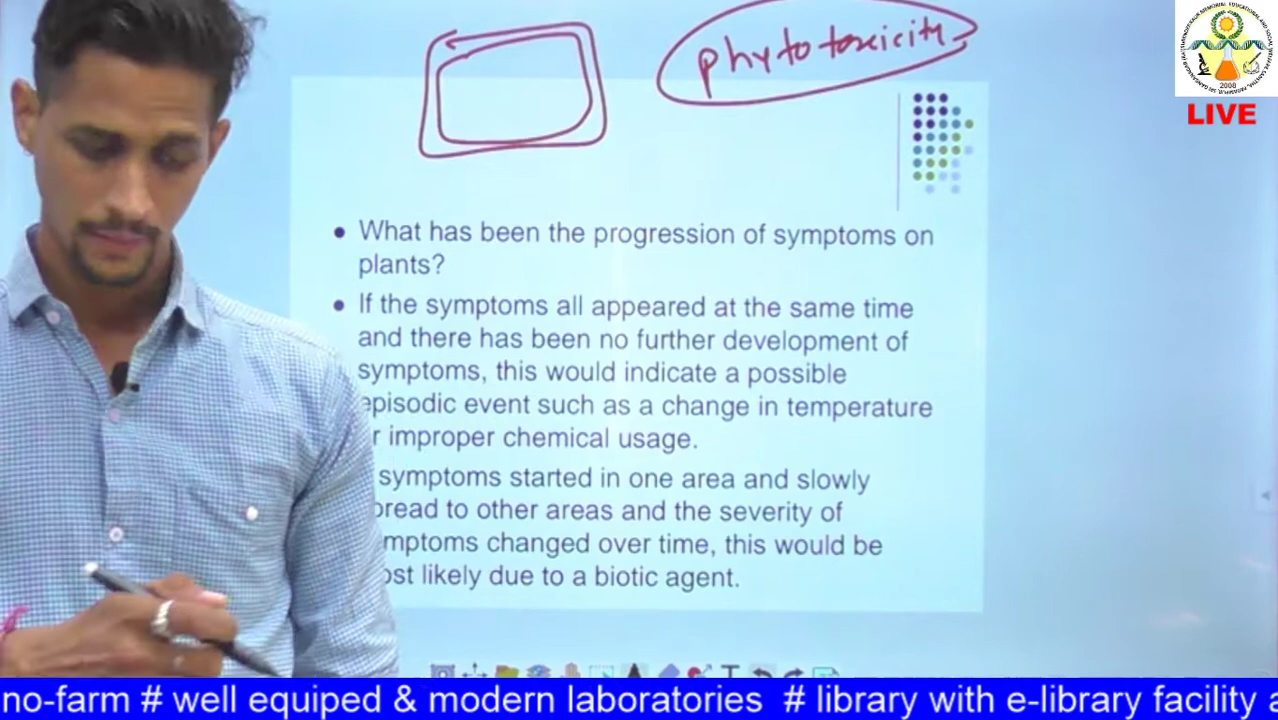 phytotoxicity
2008
LIVE
• What has been the progression of symptoms on
plants?
• If the symptoms all appeared at the same time
and there has been no further development of
symptoms, this would indicate a possible
episodic event such as a change in temperature
r improper chemical usage.
symptoms started in one area and slowly
pread to other areas and the severity of
mptoms changed over time, this would be
ost likely due to a biotic agent.
no-farm # well equiped & modern laboratories # library with e-library facility a